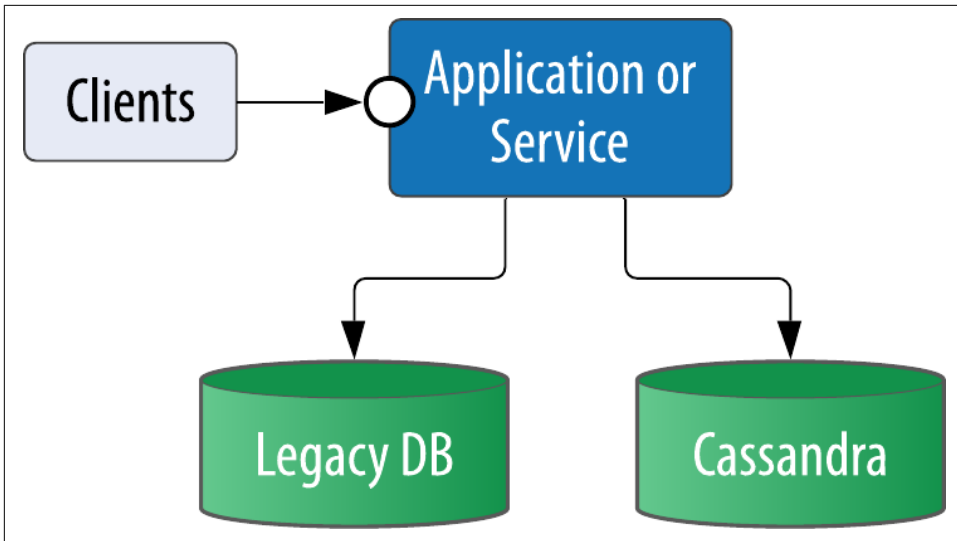 Clients
Application or
Service
Legacy DB
Cassandra